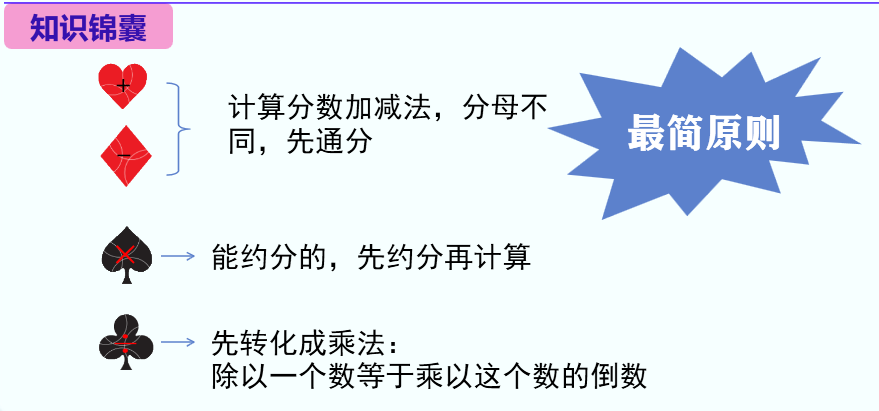 知识锦囊
计算分数加减法，分母不
同，先通分
最简原则
能约分的，先约分再计算
先转化成乘法：
除以一个数等于乘以这个数的倒数